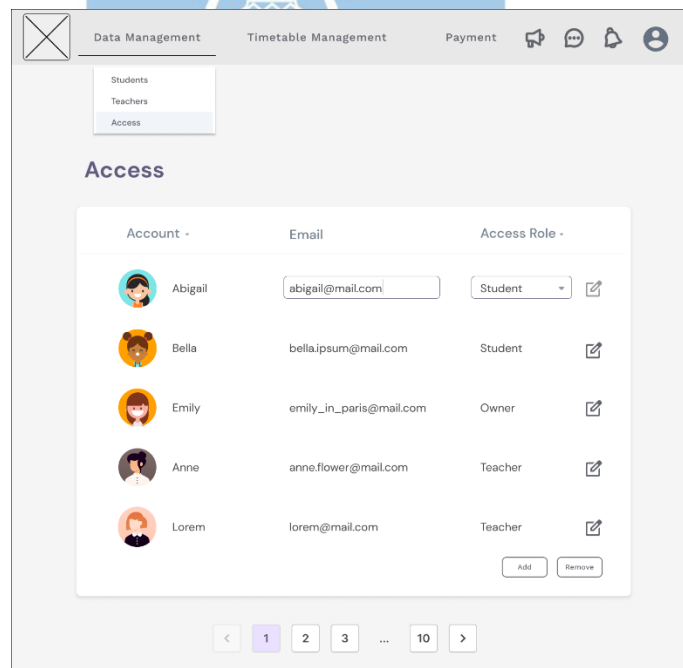 Data Management Timetable Management Payment
Students
Teachers
Access
Access
Account Email Access Role
Abigail abigail@mail.com Student
Bella bella.ipsum@mail.com Student
Emily emily_in_paris@mail.com Owner
Anne anne.flower@mail.com Teacher
Lorem lorem@mail.com Teacher
Add Remove
< 1 2 3 ... 10 >